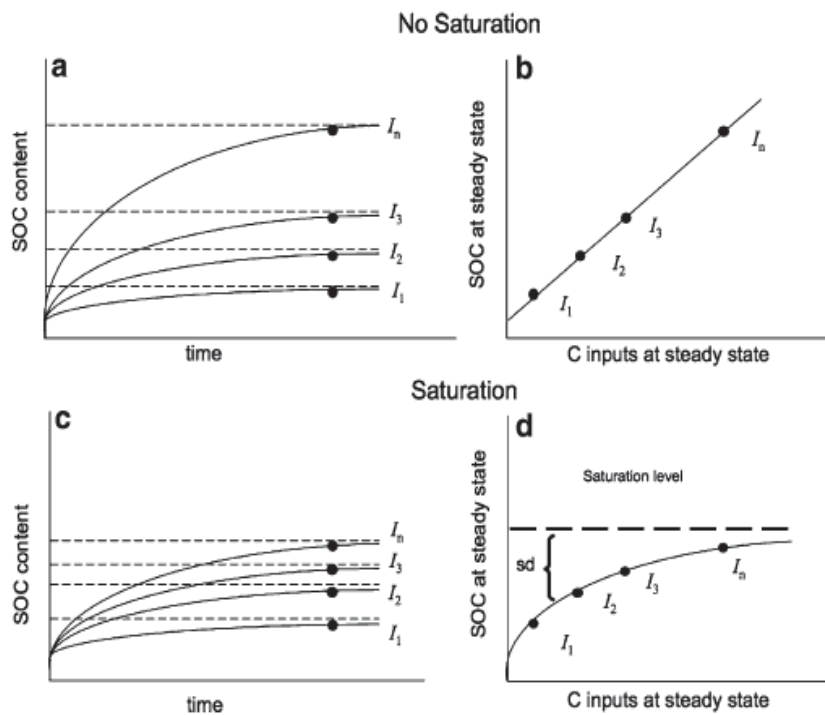 No Saturation
a
SOC content
I_n
I_3
I_2
I_1
time
b
SOC at steady state
I_n
I_3
I_2
I_1
C inputs at steady state
Saturation
c
SOC content
I_n
I_3
I_2
I_1
time
d
SOC at steady state
Saturation level
sd
I_n
I_3
I_2
I_1
C inputs at steady state